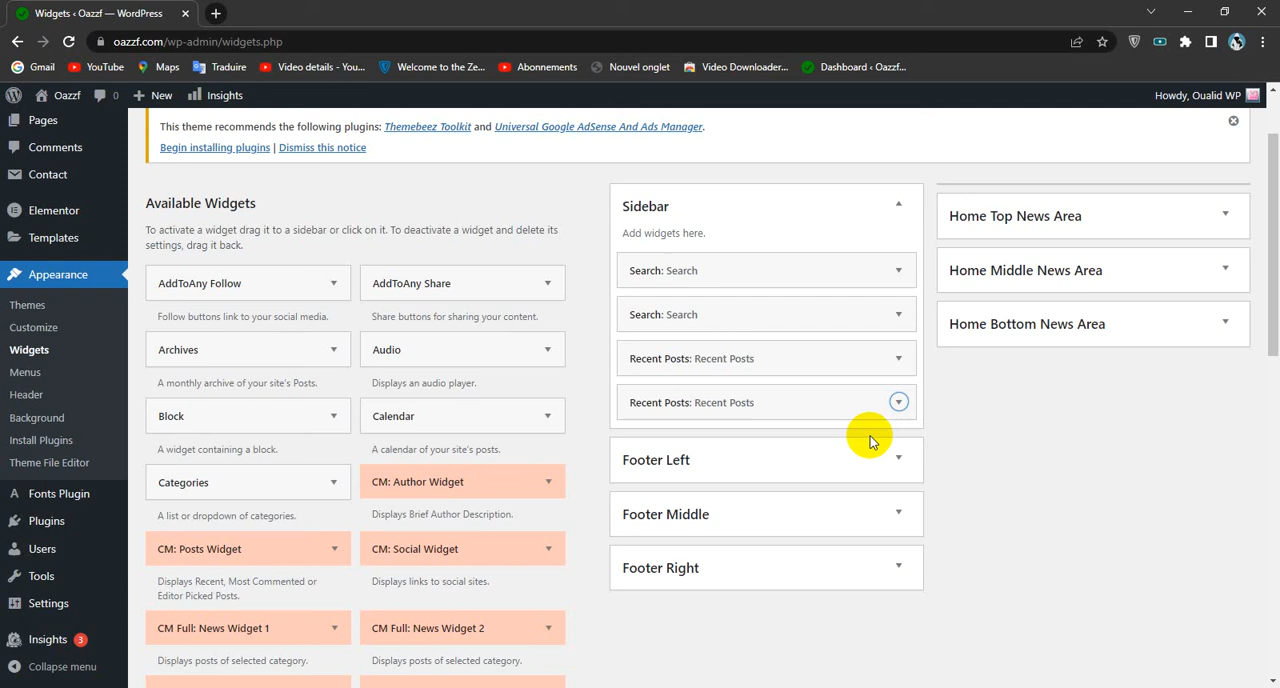 Widgets ‹ Oazzf — WordPress
oazzf.com/wp-admin/widgets.php
Gmail YouTube Maps Traduire Video details - You... Welcome to the Ze... Abonnements Nouvel onglet Video Downloader... Dashboard ‹ Oazzf...
Oazzf 0 New Insights Howdy, Oualid WP
Pages
Comments
Contact
Elementor
Templates
Appearance
Themes
Customize
Widgets
Menus
Header
Background
Install Plugins
Theme File Editor
Fonts Plugin
Plugins
Users
Tools
Settings
Insights 3
Collapse menu
This theme recommends the following plugins: Themebeez Toolkit and Universal Google AdSense And Ads Manager.
Begin installing plugins | Dismiss this notice
Available Widgets
To activate a widget drag it to a sidebar or click on it. To deactivate a widget and delete its
settings, drag it back.
AddToAny Follow AddToAny Share
Follow buttons link to your social media. Share buttons for sharing your content.
Archives Audio
A monthly archive of your site's Posts. Displays an audio player.
Block Calendar
A widget containing a block. A calendar of your site's posts.
Categories CM: Author Widget
A list or dropdown of categories. Displays Brief Author Description.
CM: Posts Widget CM: Social Widget
Displays Recent, Most Commented or Displays links to social sites.
Editor Picked Posts.
CM Full: News Widget 1 CM Full: News Widget 2
Displays posts of selected category. Displays posts of selected category.
Sidebar
Add widgets here.
Search: Search
Search: Search
Recent Posts: Recent Posts
Recent Posts: Recent Posts
Footer Left
Footer Middle
Footer Right
Home Top News Area
Home Middle News Area
Home Bottom News Area